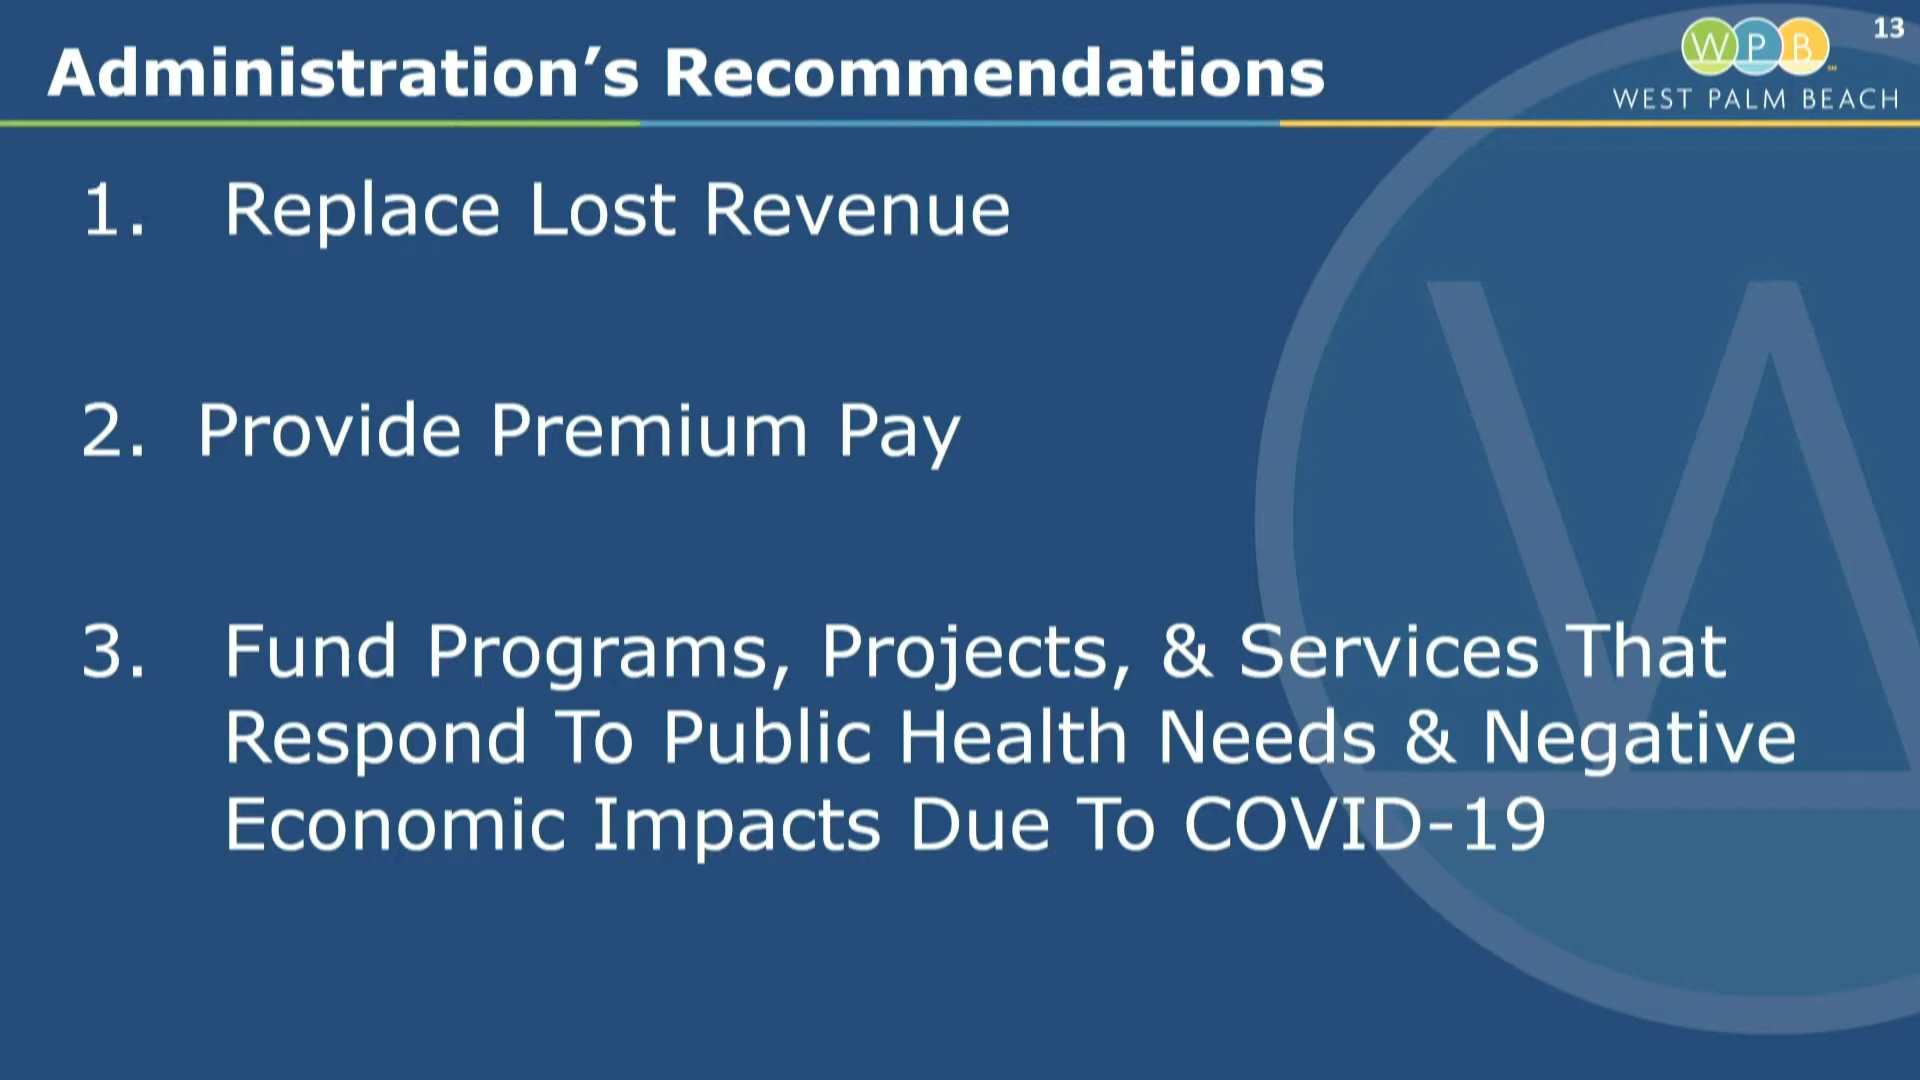 13
WPB
WEST PALM BEACH
Administration’s Recommendations
1. Replace Lost Revenue
2. Provide Premium Pay
3. Fund Programs, Projects, & Services That
Respond To Public Health Needs & Negative
Economic Impacts Due To COVID-19